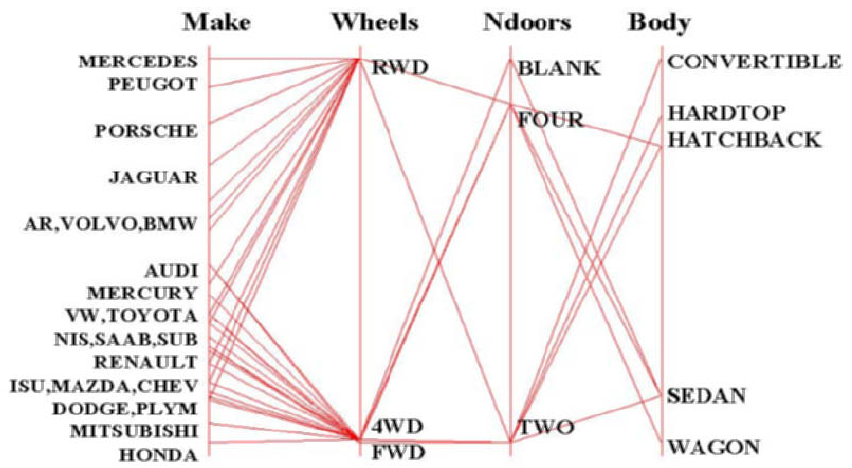 Make Wheels Ndoors Body
MERCEDES
PEUGOT
PORSCHE
JAGUAR
AR,VOLVO,BMW
AUDI
MERCURY
VW,TOYOTA
NIS,SAAB,SUB
RENAULT
ISU,MAZDA,CHEV
DODGE,PLYM
MITSUBISHI
HONDA
RWD
4WD
FWD
BLANK
FOUR
TWO
CONVERTIBLE
HARDTOP
HATCHBACK
SEDAN
WAGON